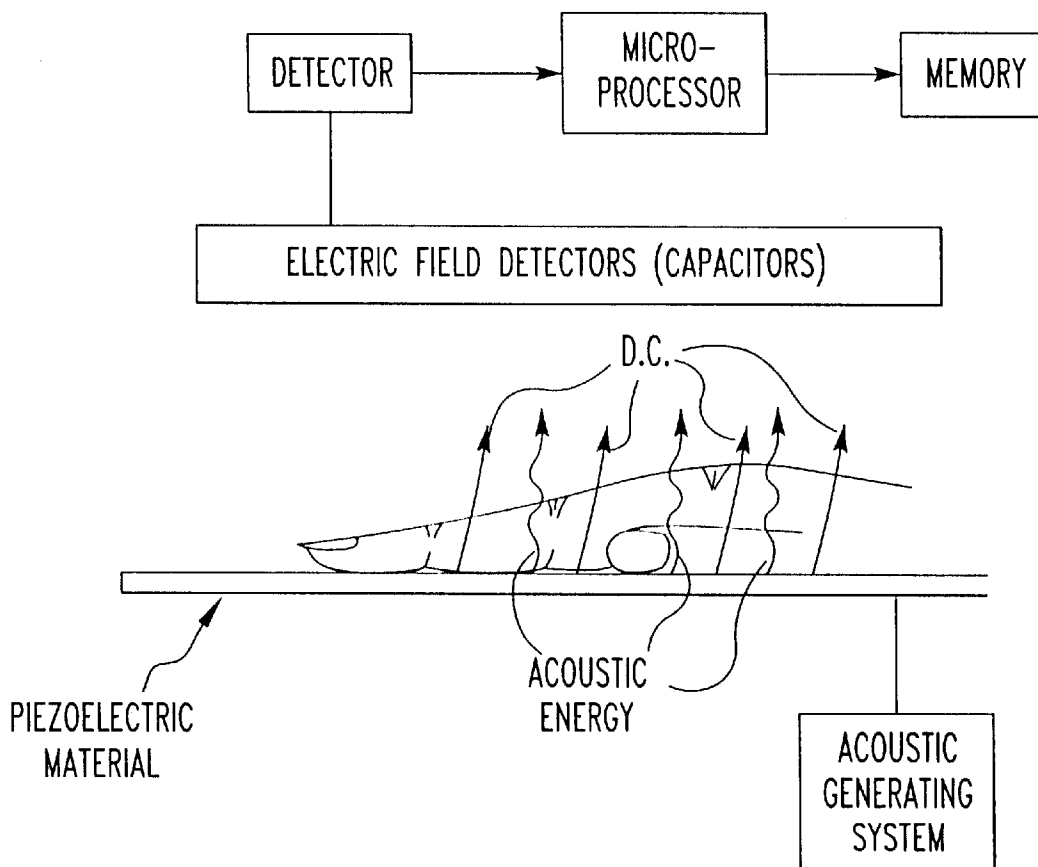 DETECTOR
MICRO-
PROCESSOR
MEMORY
ELECTRIC FIELD DETECTORS (CAPACITORS)
D.C.
ACOUSTIC
ENERGY
PIEZOELECTRIC
MATERIAL
ACOUSTIC
GENERATING
SYSTEM